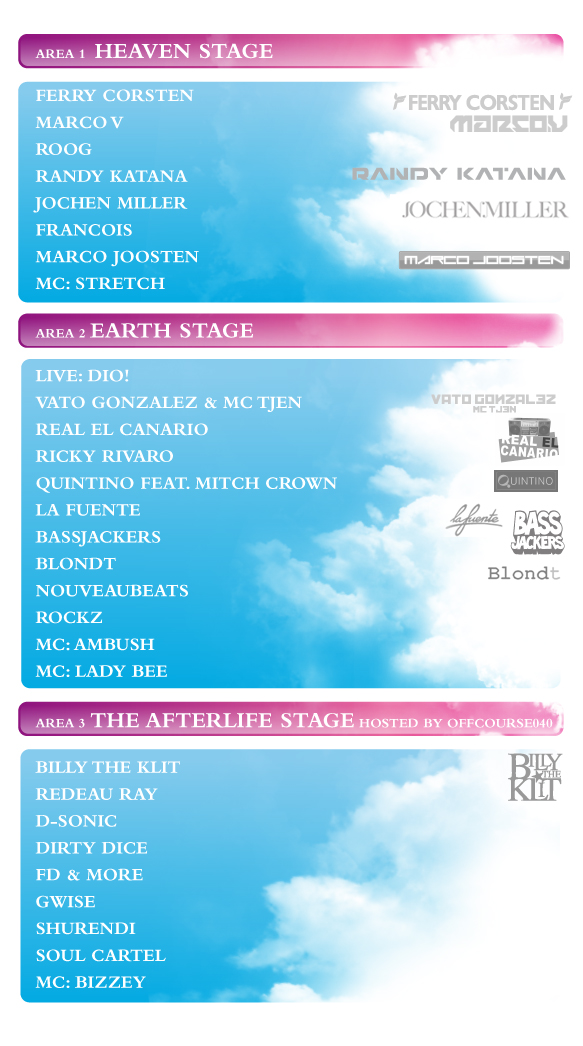 AREA 1 HEAVEN STAGE
FERRY CORSTEN
FERRY CORSTEN
MARCO V
MARCO V
ROOG
RANDY KATANA
RANDY KATANA
JOCHEN MILLER
JOCHEN MILLER
FRANCOIS
MARCO JOOSTEN
MARCO JOOSTEN
MC: STRETCH
AREA 2 EARTH STAGE
LIVE: DIO!
VATO GONZALEZ & MC TJEN
VATO GONZALEZ
MC TJEN
REAL EL CANARIO
REAL EL
CANARIO
RICKY RIVARO
QUINTINO FEAT. MITCH CROWN
QUINTINO
LA FUENTE
lafuente
BASSJACKERS
BASS
JACKERS
BLONDT
Blondt
NOUVEAUBEATS
ROCKZ
MC: AMBUSH
MC: LADY BEE
AREA 3 THE AFTERLIFE STAGE HOSTED BY OFFCOURSE040
BILLY THE KLIT
BILLY
THE
KLIT
REDEAU RAY
D-SONIC
DIRTY DICE
FD & MORE
GWISE
SHURENDI
SOUL CARTEL
MC: BIZZEY